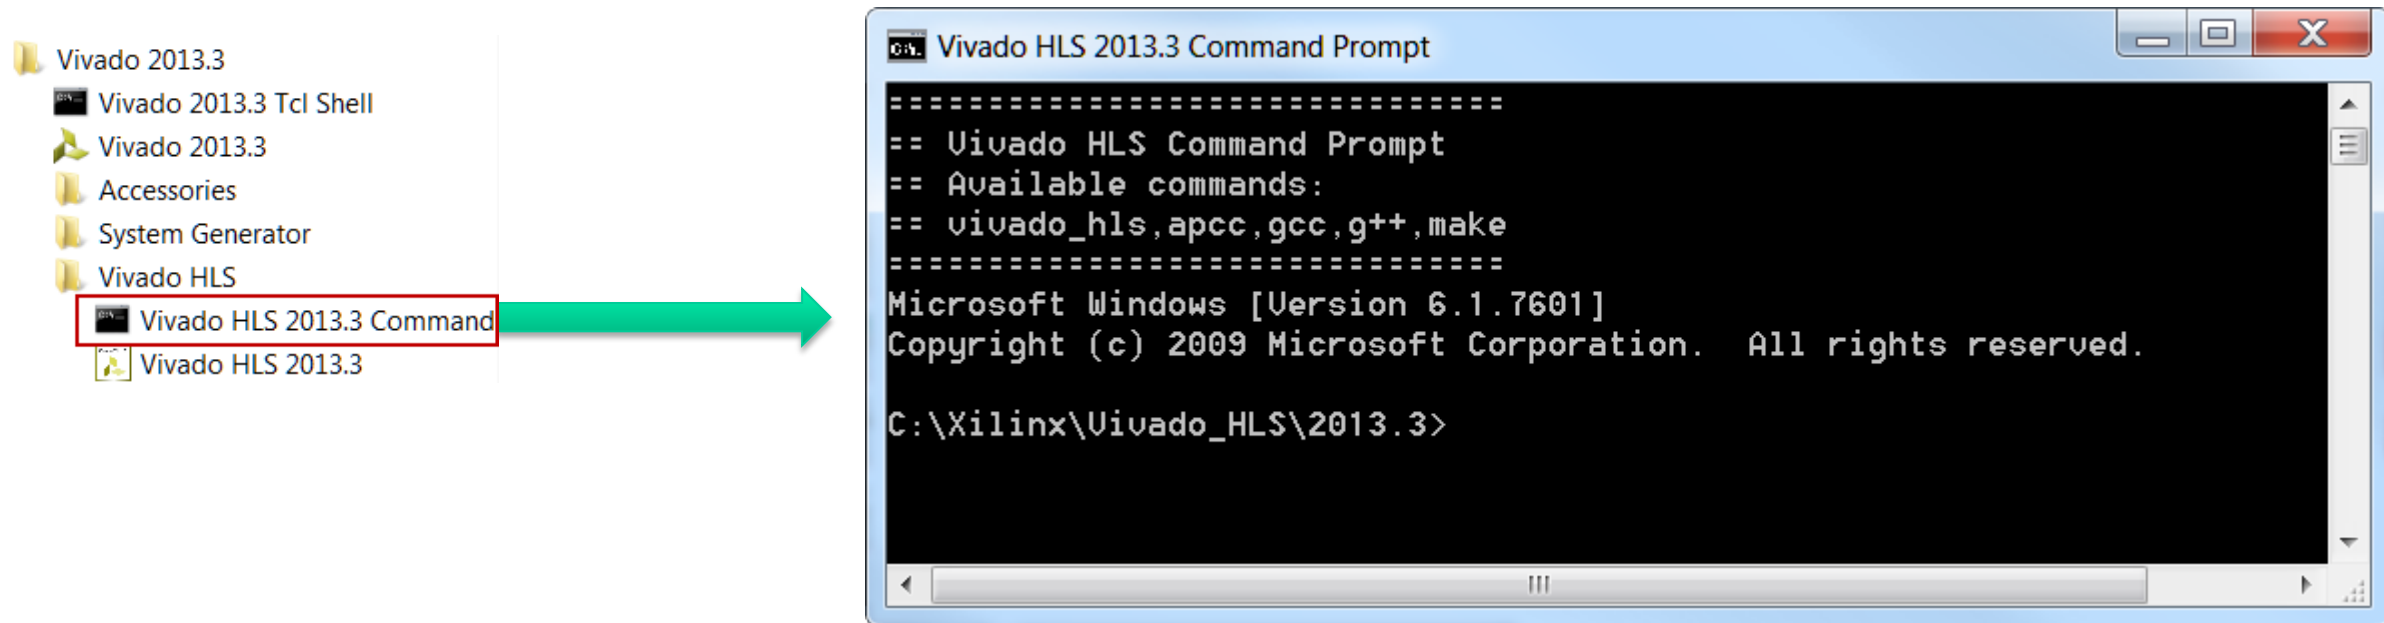 Vivado 2013.3
Vivado 2013.3 Tcl Shell
Vivado 2013.3
Accessories
System Generator
Vivado HLS
Vivado HLS 2013.3 Command
Vivado HLS 2013.3
Vivado HLS 2013.3 Command Prompt
===============================
== Vivado HLS Command Prompt
== Available commands:
== vivado_hls,apcc,gcc,g++,make
===============================
Microsoft Windows [Version 6.1.7601]
Copyright (c) 2009 Microsoft Corporation.  All rights reserved.
C:\Xilinx\Vivado_HLS\2013.3>